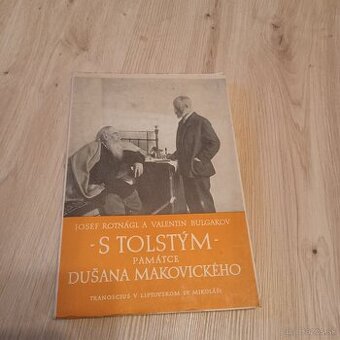 JOSEF ROTNÁGL A VALENTIN BULGAKOV
- S TOLSTÝM -
PAMÁTCE
DUŠANA MAKOVICKÉHO
TRANOSCIUS V LIPTOVSKOM SV. MIKULÁŠI